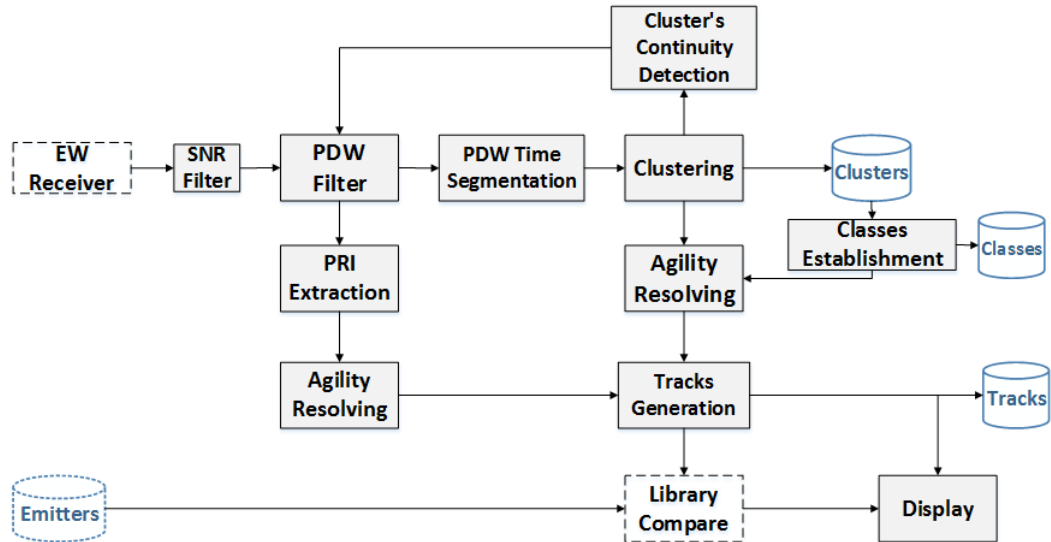 Cluster's
Continuity
Detection
EW
Receiver
SNR
Filter
PDW
Filter
PDW Time
Segmentation
Clustering
Clusters
Classes
Establishment
Classes
PRI
Extraction
Agility
Resolving
Agility
Resolving
Tracks
Generation
Tracks
Emitters
Library
Compare
Display